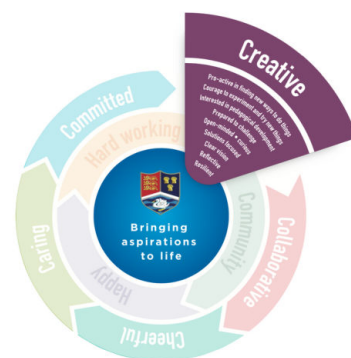 Creative
Pro-active in finding new ways to do things
Courage to experiment and try new things
Interested in pedagogical development
Prepared to challenge
Open-minded + curious
Solutions focused
Clear vision
Reflective
Resilient
Committed
Hard working
Bringing
aspirations
to life
Community
Collaborative
Caring
Happy
Cheerful